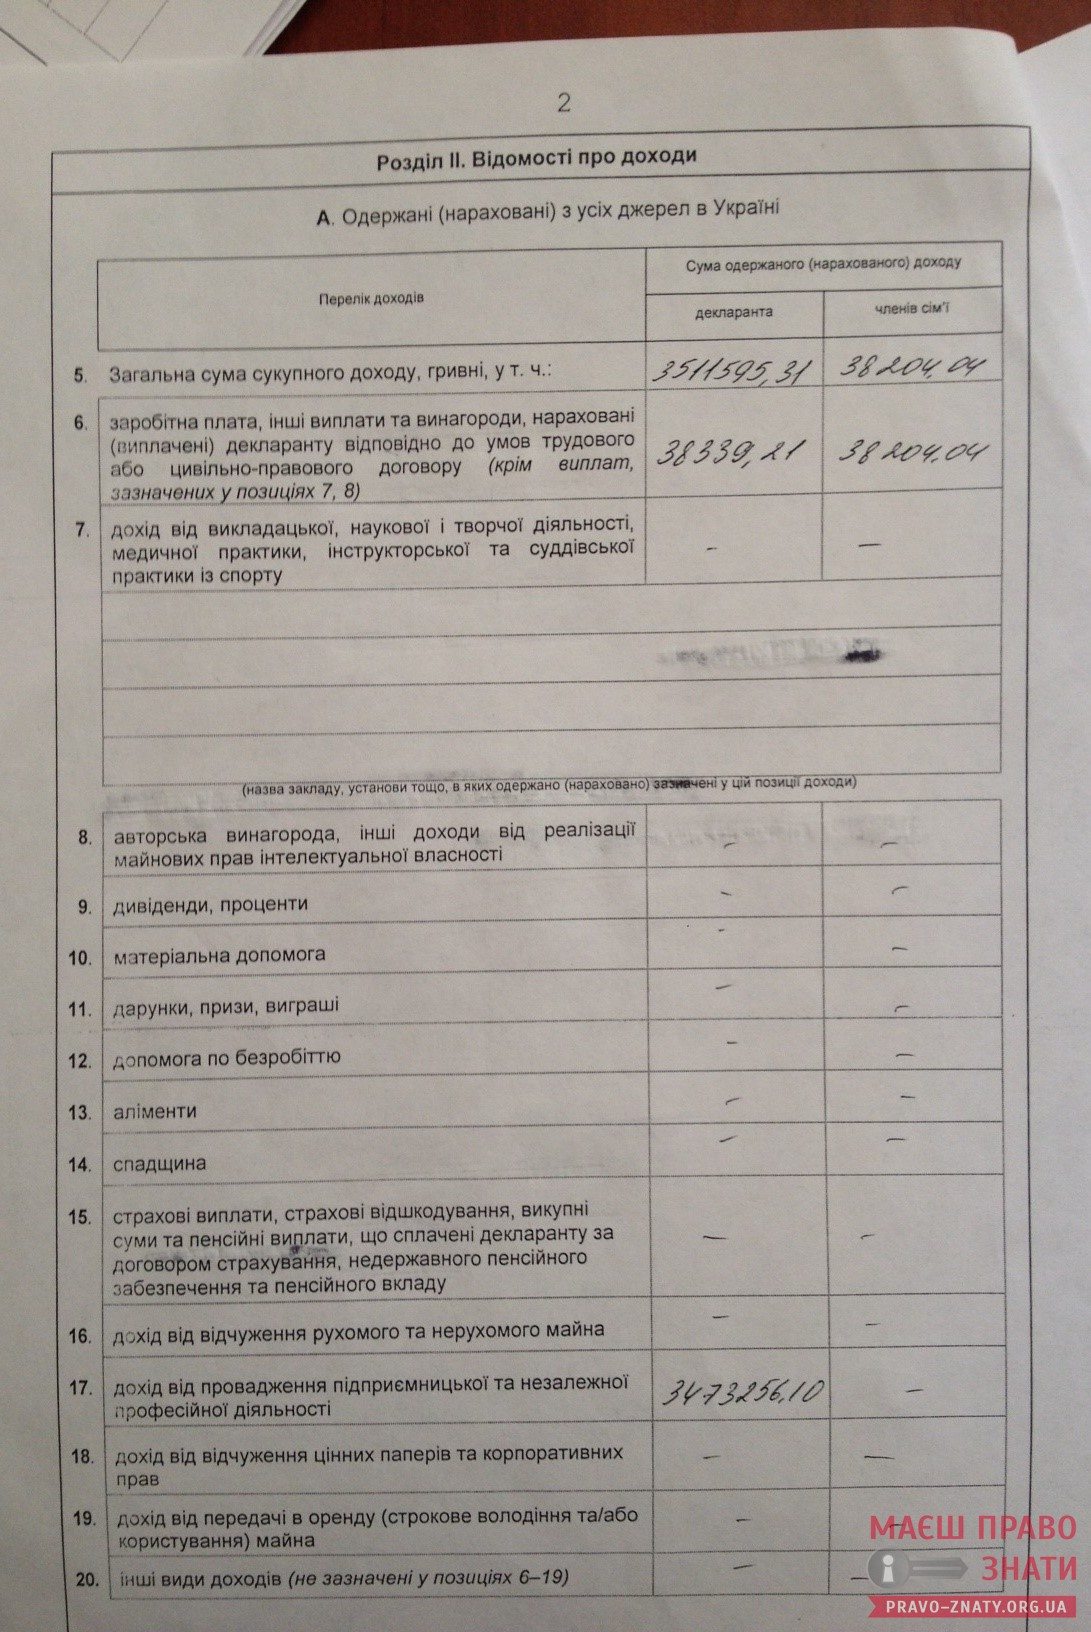 2
Розділ II. Відомості про доходи
А. Одержані (нараховані) з усіх джерел в Україні
Перелік доходів
Сума одержаного (нарахованого) доходу
декларанта
членів сім'ї
5. Загальна сума сукупного доходу, гривні, у т. ч.: 3511595,31 38204,04
6. заробітна плата, інші виплати та винагороди, нараховані
(виплачені) декларанту відповідно до умов трудового
або цивільно-правового договору (крім виплат, 38339,21 38204,04
зазначених у позиціях 7, 8)
7. дохід від викладацької, наукової і творчої діяльності,
медичної практики, інструкторської та суддівської – –
практики із спорту
(назва закладу, установи тощо, в яких одержано (нараховано) зазначені у цій позиції доходи)
8. авторська винагорода, інші доходи від реалізації
майнових прав інтелектуальної власності – –
9. дивіденди, проценти – –
10. матеріальна допомога – –
11. дарунки, призи, виграші – –
12. допомога по безробіттю – –
13. аліменти – –
14. спадщина – –
15. страхові виплати, страхові відшкодування, викупні
суми та пенсійні виплати, що сплачені декларанту за – –
договором страхування, недержавного пенсійного
забезпечення та пенсійного вкладу
16. дохід від відчуження рухомого та нерухомого майна – –
17. дохід від провадження підприємницької та незалежної 3473256,10 –
професійної діяльності
18. дохід від відчуження цінних паперів та корпоративних – –
прав
19. дохід від передачі в оренду (строкове володіння та/або – –
користування) майна
20. інші види доходів (не зазначені у позиціях 6–19) – –
МАЄШ ПРАВО
ЗНАТИ
PRAVO-ZNATY.ORG.UA